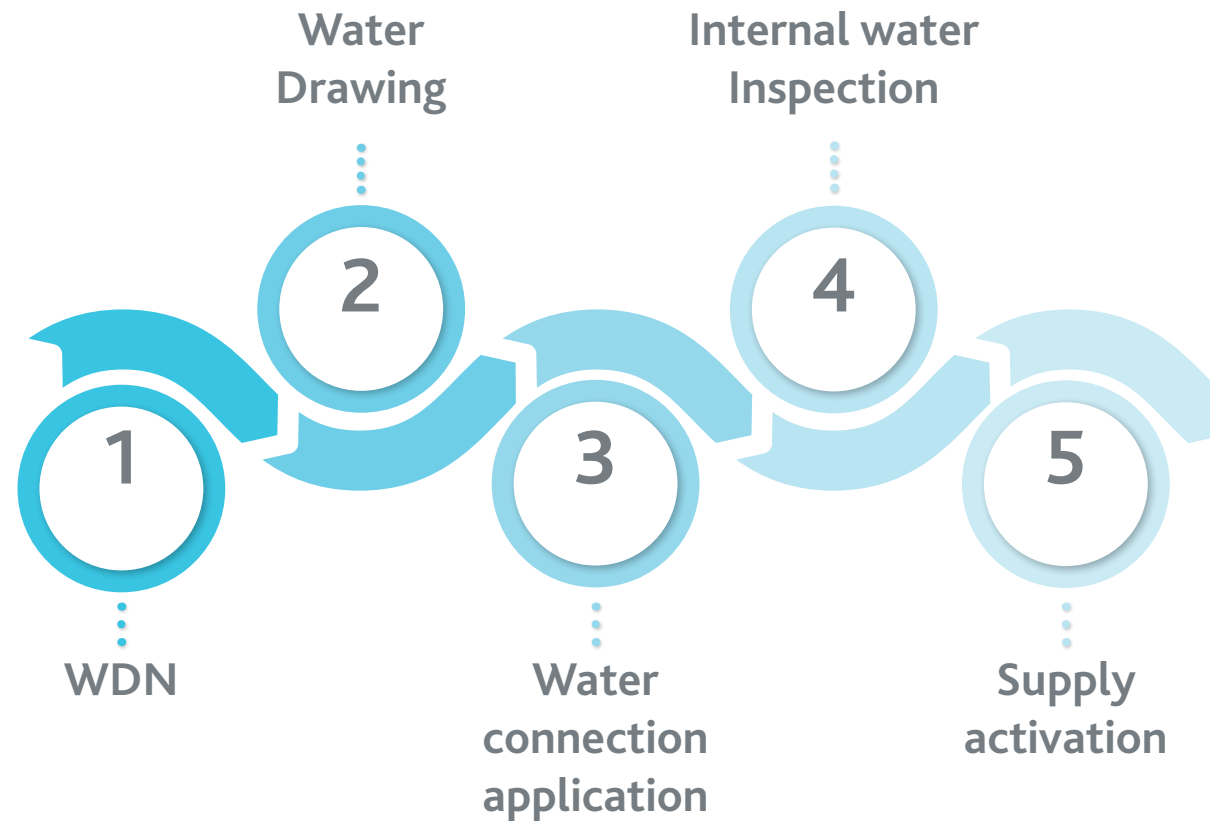 1
WDN
Water
Drawing
2
3
Water
connection
application
Internal water
Inspection
4
5
Supply
activation